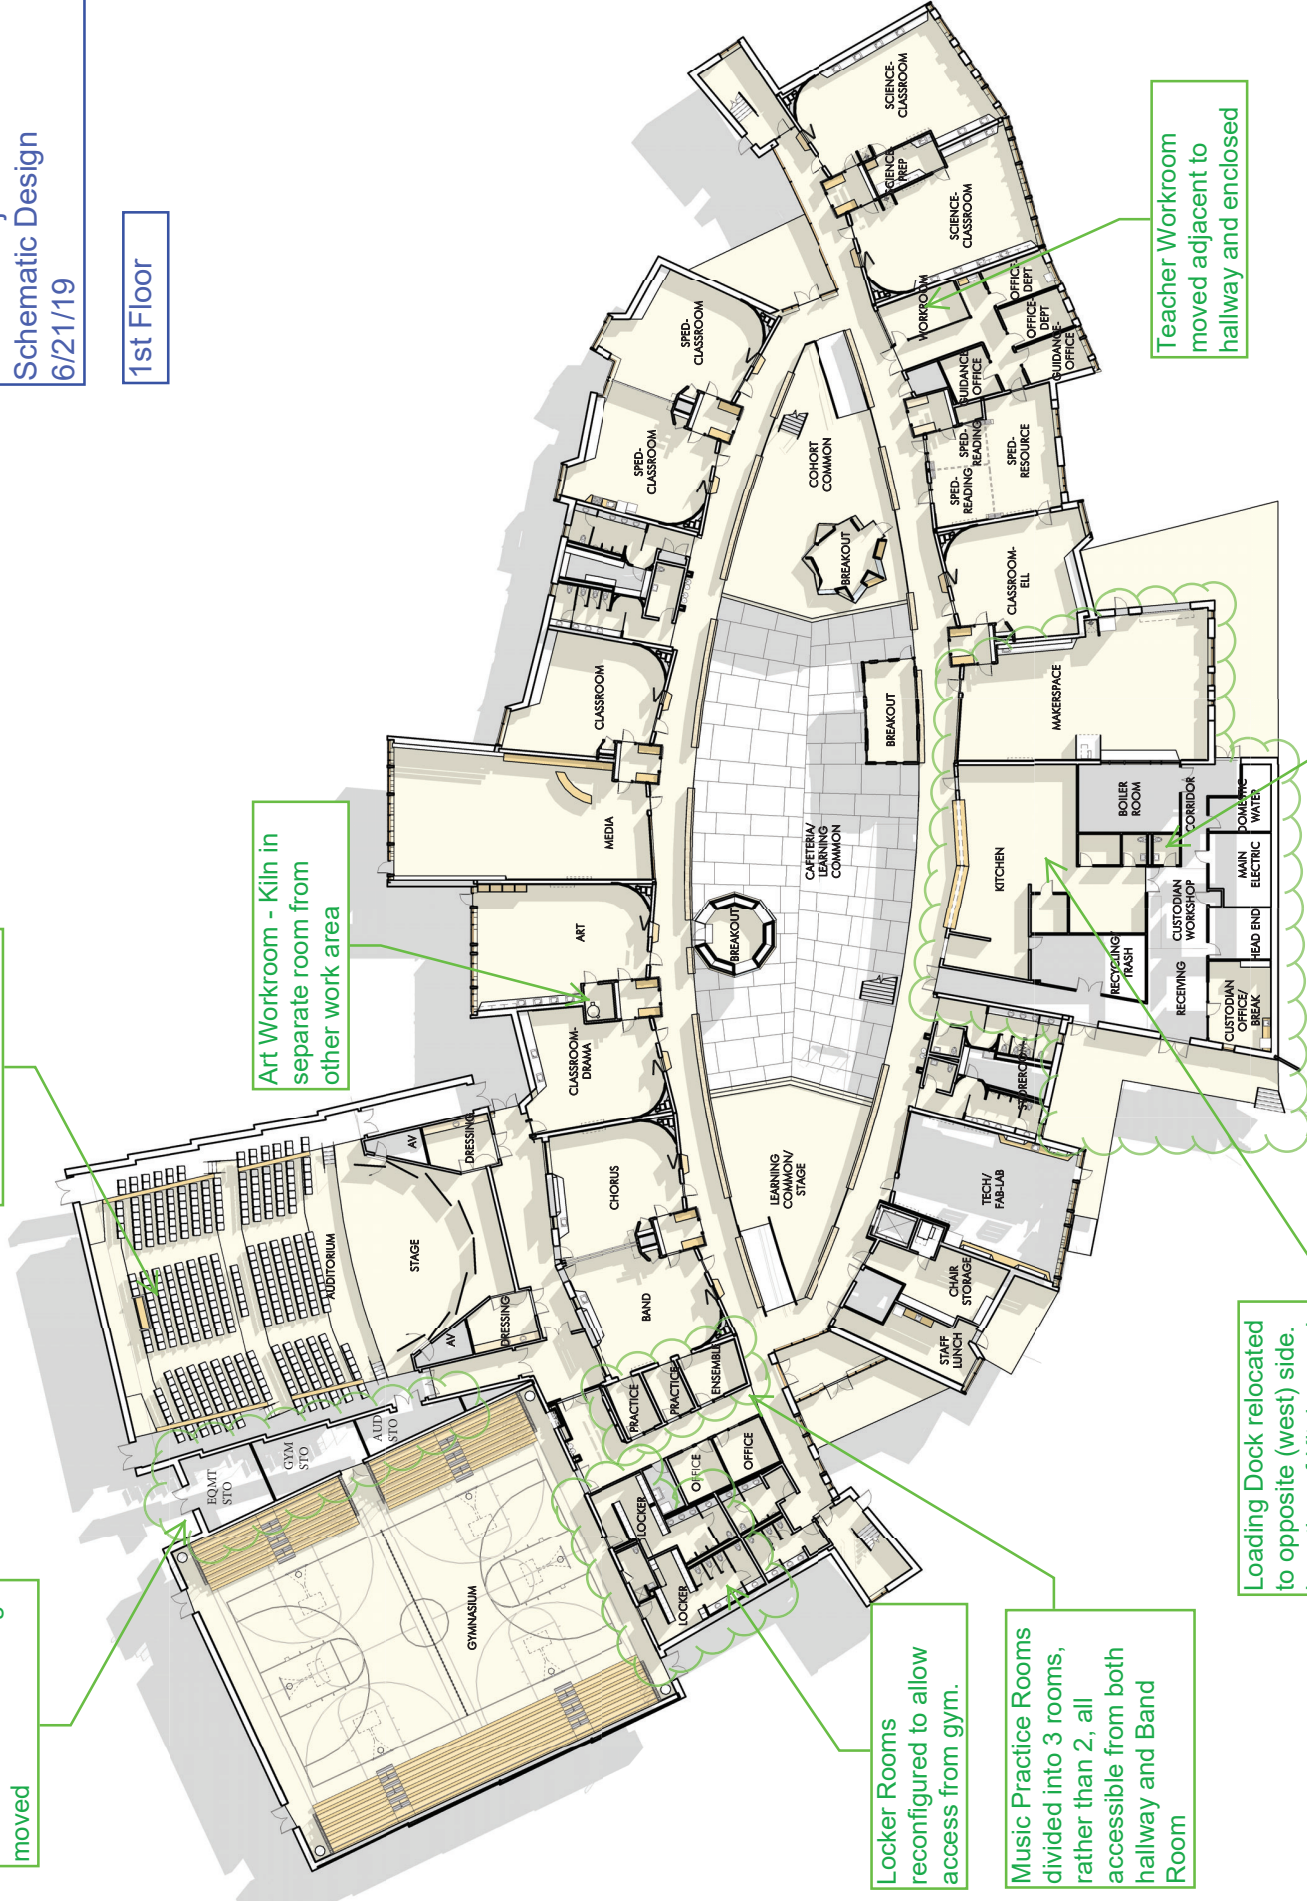 Schematic Design
6/21/19
1st Floor
Art Workroom - Kiln in
separate room from
other work area
Teacher Workroom
moved adjacent to
hallway and enclosed
moved
Locker Rooms
reconfigured to allow
access from gym.
Music Practice Rooms
divided into 3 rooms,
rather than 2, all
accessible from both
hallway and Band
Room
Loading Dock relocated
to opposite (west) side.
AUDITORIUM
STAGE
AV
DRESSING
AV
DRESSING
EQMT
STO
GYM
STO
AUD
STO
GYMNASIUM
LOCKER
LOCKER
OFFICE
OFFICE
PRACTICE
PRACTICE
ENSEMBLE
BAND
CHORUS
CLASSROOM-
DRAMA
ART
MEDIA
CLASSROOM
SPED-
CLASSROOM
SPED-
CLASSROOM
COHORT
COMMON
BREAKOUT
BREAKOUT
BREAKOUT
CAFETERIA/
LEARNING
COMMON
LEARNING
COMMON/
STAGE
SCIENCE-
CLASSROOM
SCIENCE-
PREP
SCIENCE-
CLASSROOM
WORKROOM
OFFICE-
DEPT
OFFICE-
DEPT
GUIDANCE-
OFFICE
GUIDANCE
OFFICE
SPED-
READING
SPED-
READING
SPED-
RESOURCE
CLASSROOM-
ELL
MAKERSPACE
KITCHEN
BOILER
ROOM
CORRIDOR
DOMESTIC
WATER
MAIN
ELECTRIC
HEAD END
CUSTODIAN
WORKSHOP
RECYCLING/
TRASH
RECEIVING
CUSTODIAN
OFFICE/
BREAK
STOREROOM
TECH/
FAB-LAB
CHAIR
STORAGE
STAFF
LUNCH